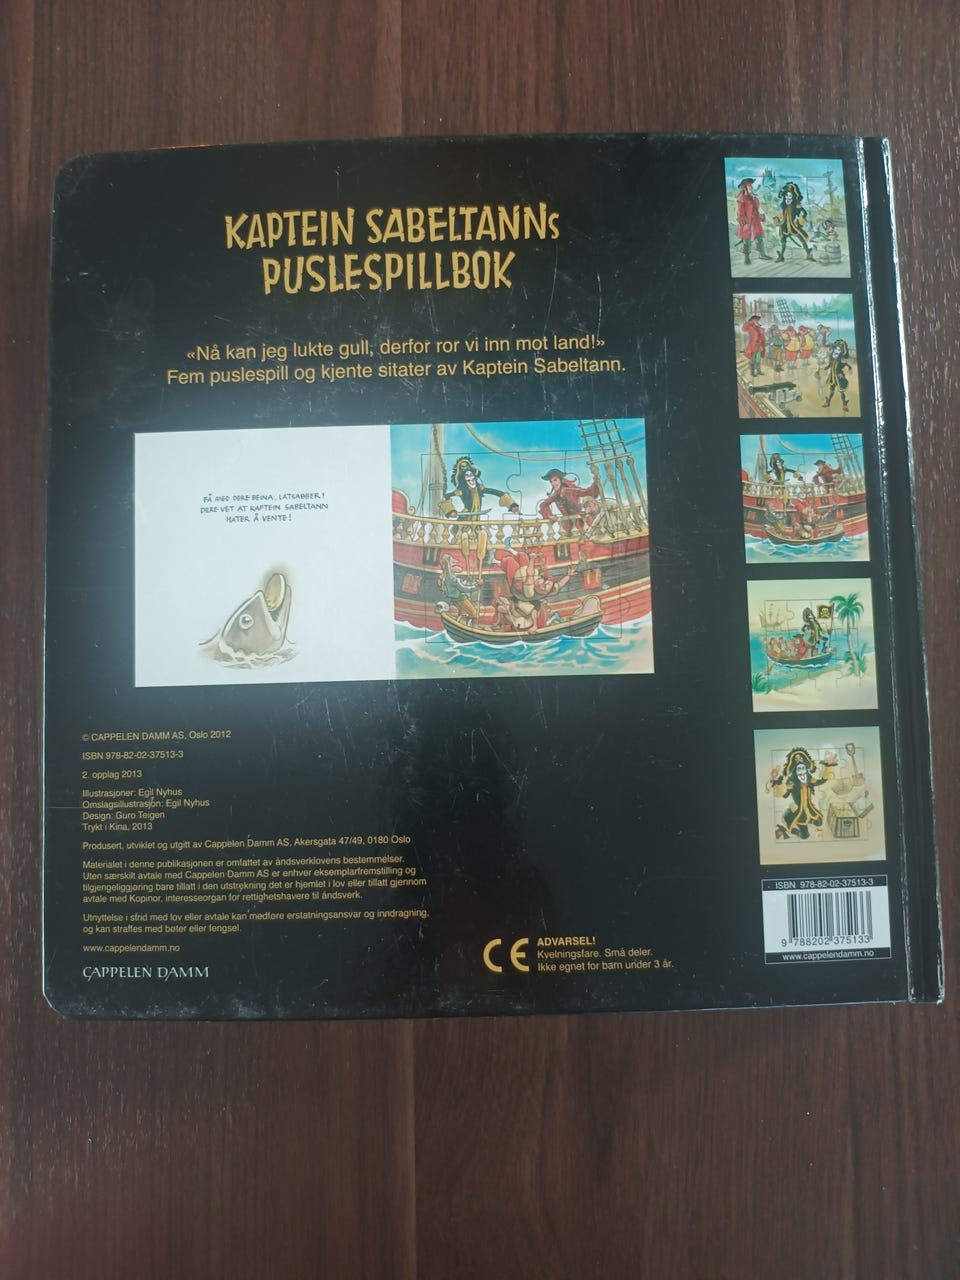 KAPTEIN SABELTANNs
PUSLESPILLBOK
«Nå kan jeg lukte gull, derfor ror vi inn mot land!»
Fem puslespill og kjente sitater av Kaptein Sabeltann.
FÅ MED DERE BEINA, LATSABBER!
DERE VET AT KAPTEIN SABELTANN
HATER Å VENTE!
© CAPPELEN DAMM AS, Oslo 2012
ISBN 978-82-02-37513-3
2. opplag 2013
Illustrasjoner: Egil Nyhus
Omslagsillustrasjon: Egil Nyhus
Design: Guro Teigen
Trykt i Kina, 2013
Produsert, utviklet og utgitt av Cappelen Damm AS, Akersgata 47/49, 0180 Oslo
Materialet i denne publikasjonen er omfattet av åndsverklovens bestemmelser.
Uten særskilt avtale med Cappelen Damm AS er enhver eksemplarfremstilling og
tilgjengeliggjøring bare tillatt i den utstrekning det er hjemlet i lov eller tillatt gjennom
avtale med Kopinor, interesseorgan for rettighetshavere til åndsverk.
Utnyttelse i strid med lov eller avtale kan medføre erstatningsansvar og inndragning,
og kan straffes med bøter eller fengsel.
www.cappelendamm.no
CAPPELEN DAMM
CE
ADVARSEL!
Kvelningsfare. Små deler.
Ikke egnet for barn under 3 år.
ISBN 978-82-02-37513-3
9 788202 375133
www.cappelendamm.no